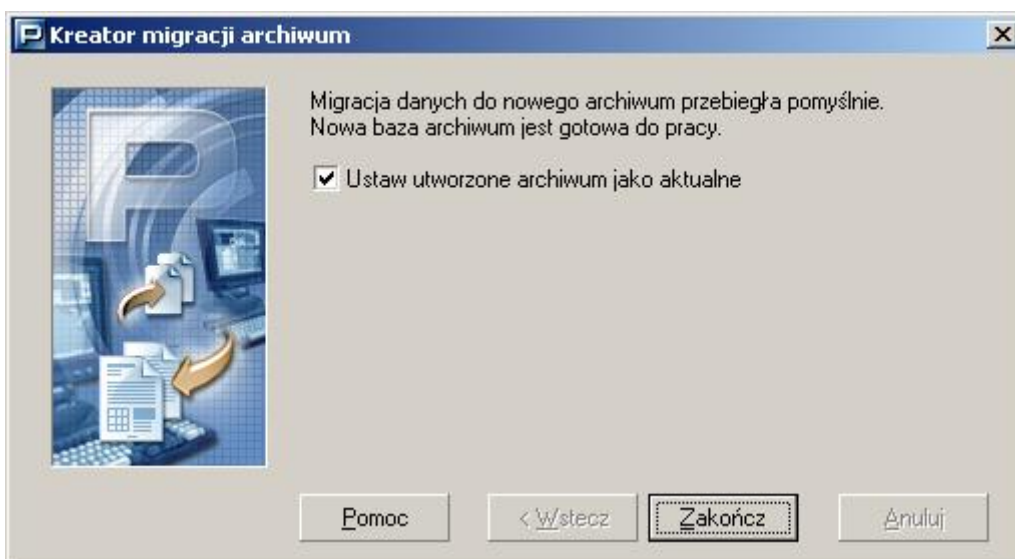 Kreator migracji archiwum
Migracja danych do nowego archiwum przebiegła pomyślnie.
Nowa baza archiwum jest gotowa do pracy.
Ustaw utworzone archiwum jako aktualne
P
Pomoc
< Wstecz
Zakończ
Anuluj